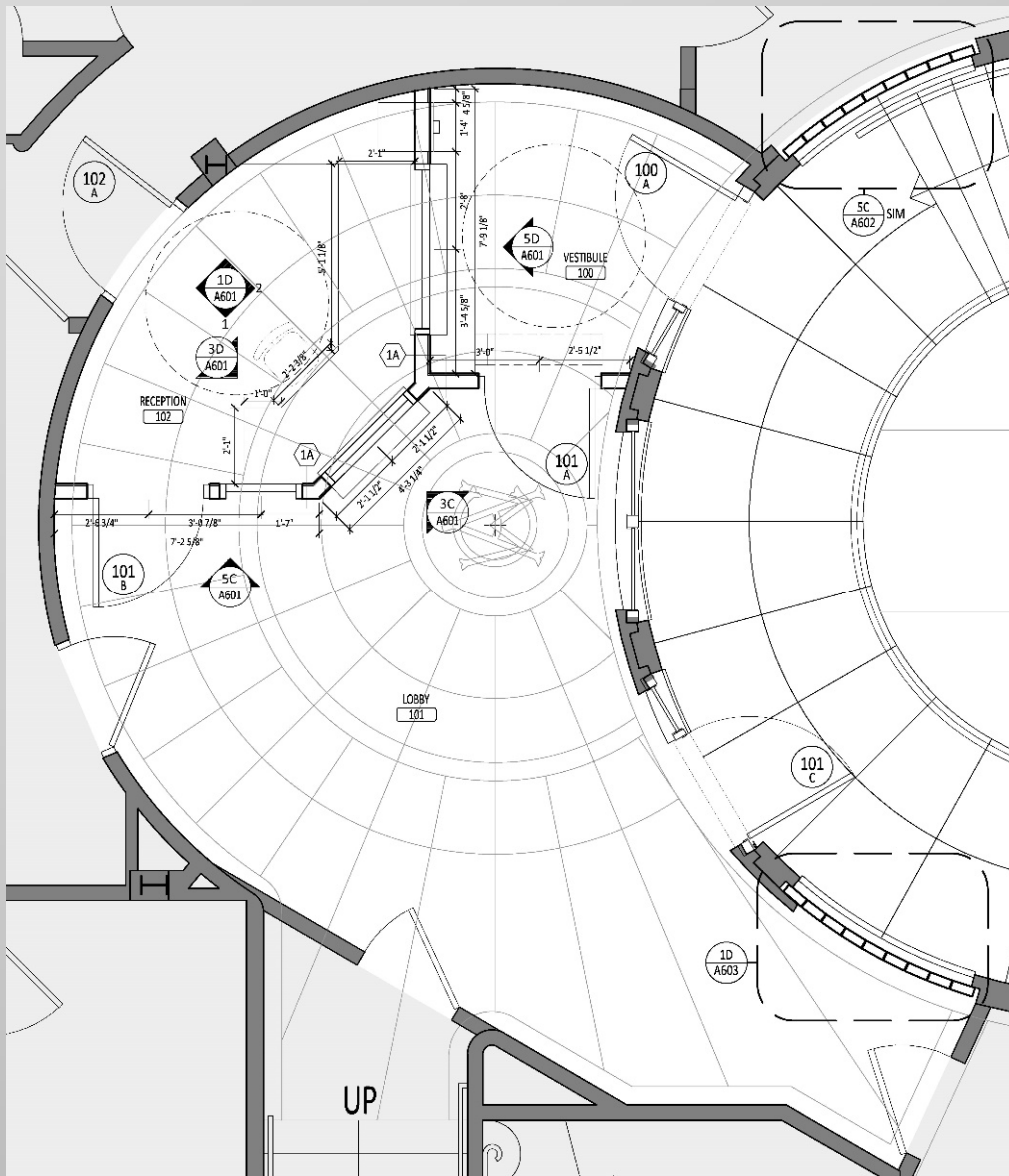 102
A
2'-1"
1'-4"
4 5/8"
2'-8"
7'-9 1/8"
3'-4 5/8"
100
A
5C
A602
SIM
5D
A601
VESTIBULE
100
5'-1 1/8"
1D
A601
2
1
3D
A601
2'-2 3/8"
1A
3'-0"
2'-5 1/2"
1'-0"
RECEPTION
102
2'-1"
1A
2'-1 1/2"
4'-3 1/4"
2'-1 1/2"
101
A
3C
A601
3'-0 7/8"
1'-7"
7'-2 5/8"
101
B
5C
A601
LOBBY
101
101
C
1D
A603
UP